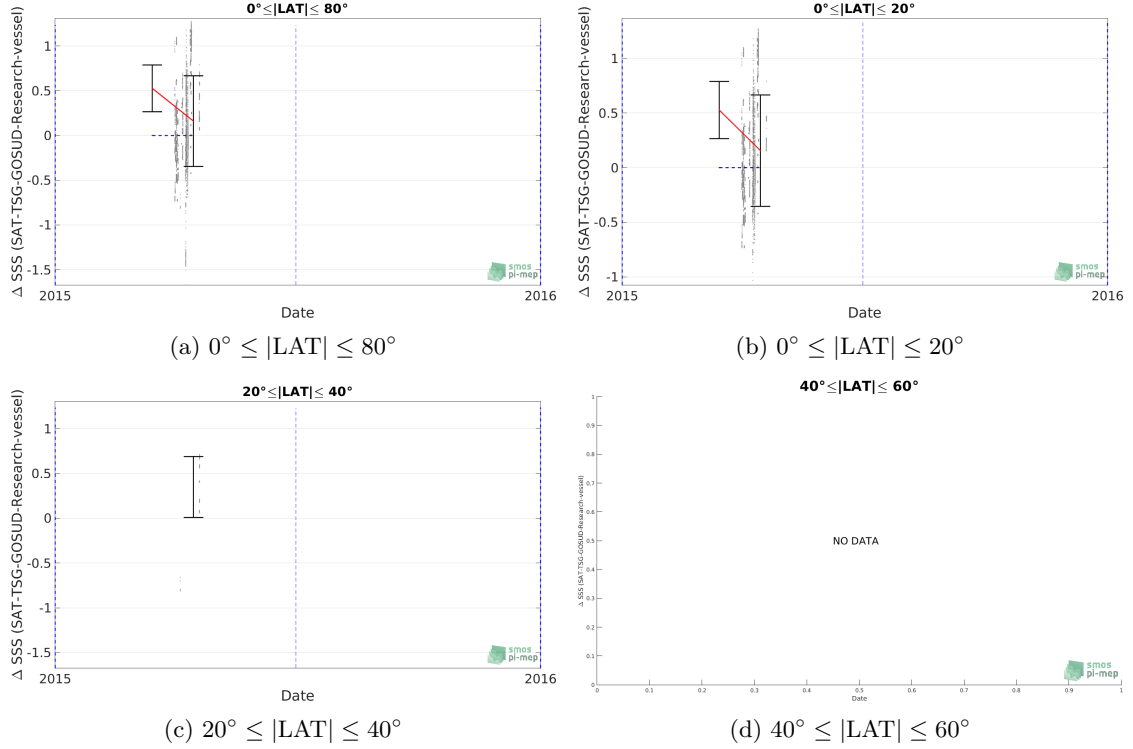 0°≤|LAT|≤ 80°
Δ SSS (SAT-TSG-GOSUD-Research-vessel)
1
0.5
0
-0.5
-1
-1.5
smos
pi-mep
2015
2016
Date
(a) 0° ≤ |LAT| ≤ 80°
0°≤|LAT|≤ 20°
Δ SSS (SAT-TSG-GOSUD-Research-vessel)
1
0.5
0
-0.5
-1
smos
pi-mep
2015
2016
Date
(b) 0° ≤ |LAT| ≤ 20°
20°≤|LAT|≤ 40°
Δ SSS (SAT-TSG-GOSUD-Research-vessel)
1
0.5
0
-0.5
-1
-1.5
smos
pi-mep
2015
2016
Date
(c) 20° ≤ |LAT| ≤ 40°
40°≤|LAT|≤ 60°
Δ SSS (SAT-TSG-GOSUD-Research-vessel)
1
0.9
0.8
0.7
0.6
0.5
0.4
0.3
0.2
0.1
0
NO DATA
smos
pi-mep
0 0.1 0.2 0.3 0.4 0.5 0.6 0.7 0.8 0.9 1
Date
(d) 40° ≤ |LAT| ≤ 60°